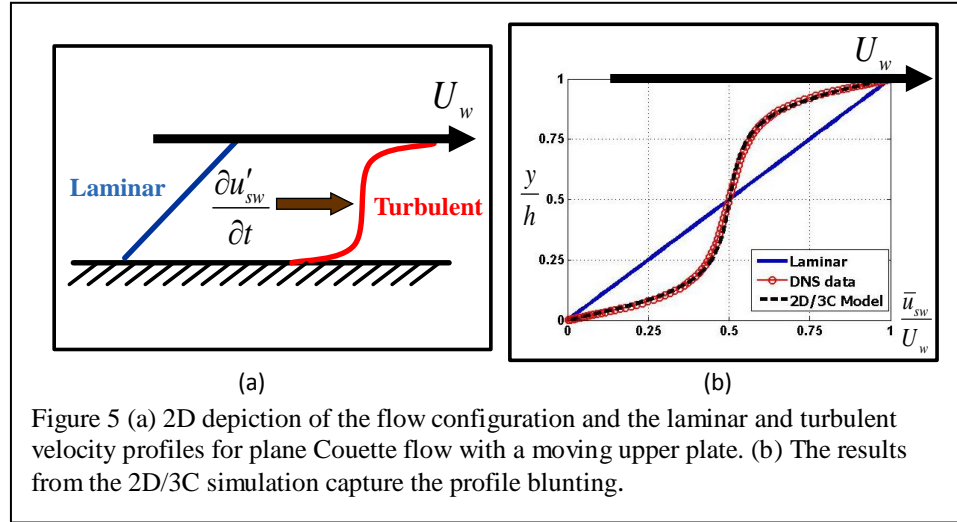 U_w
Laminar
∂u′_sw
∂t
Turbulent
(a)
U_w
1
0.75
y
h
0.5
0.25
0
Laminar
DNS data
2D/3C Model
0
0.25
0.5
0.75
1
u̅_sw
U_w
(b)
Figure 5 (a) 2D depiction of the flow configuration and the laminar and turbulent
velocity profiles for plane Couette flow with a moving upper plate. (b) The results
from the 2D/3C simulation capture the profile blunting.